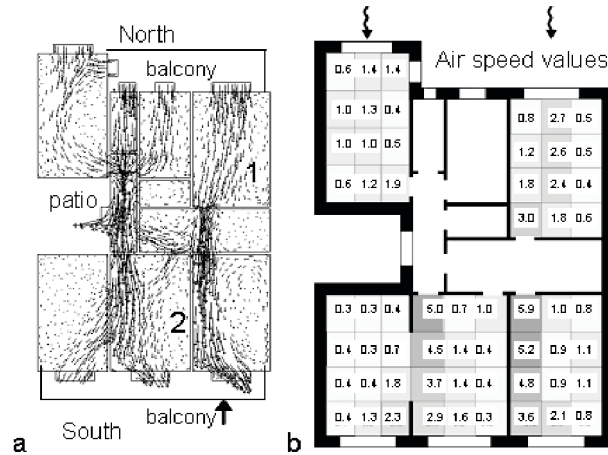 North
balcony
1
patio
2
balcony
South
a
Air speed values
0.6 1.4 1.4
1.0 1.3 0.4
1.0 1.0 0.5
0.6 1.2 1.9
0.8 2.7 0.5
1.2 2.6 0.5
1.8 2.4 0.4
3.0 1.8 0.6
0.3 0.3 0.4 5.0 0.7 1.0 5.9 1.0 0.8
0.4 0.3 0.7 4.5 1.4 0.4 5.2 0.9 1.1
0.4 0.4 1.8 3.7 1.4 0.4 4.8 0.9 1.1
0.4 1.3 2.3 2.9 1.6 0.3 3.6 2.1 0.8
b